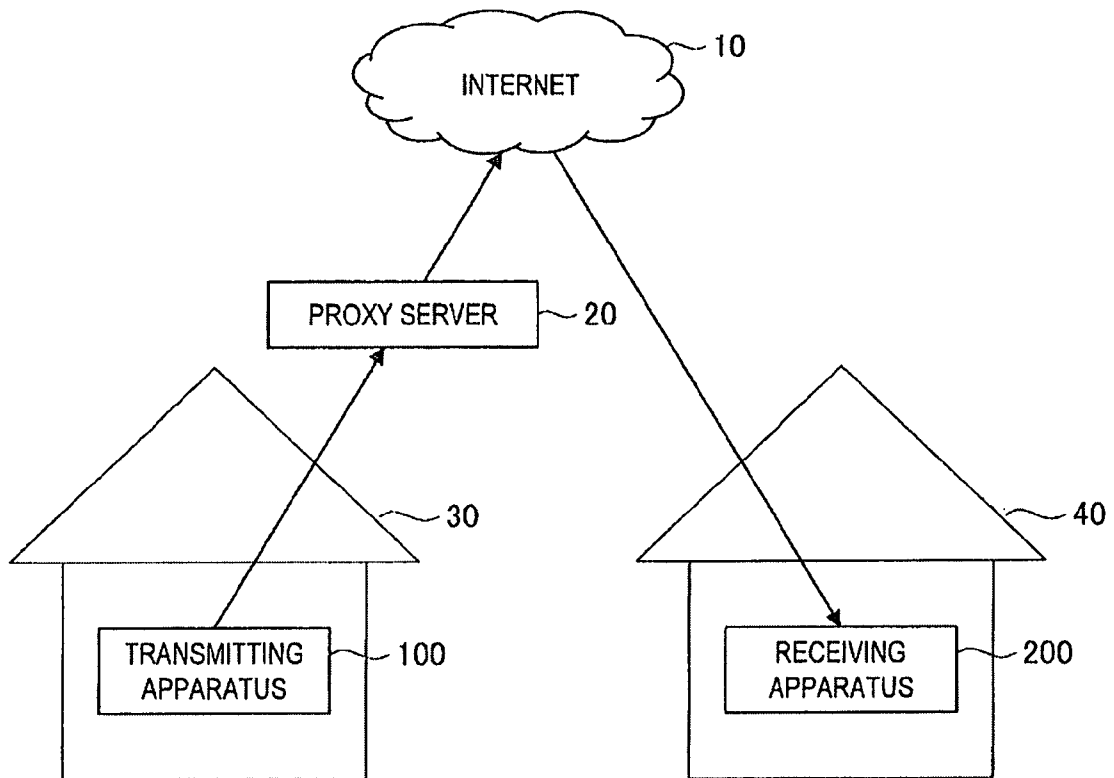 INTERNET
10
PROXY SERVER
20
30
40
TRANSMITTING
APPARATUS
100
RECEIVING
APPARATUS
200